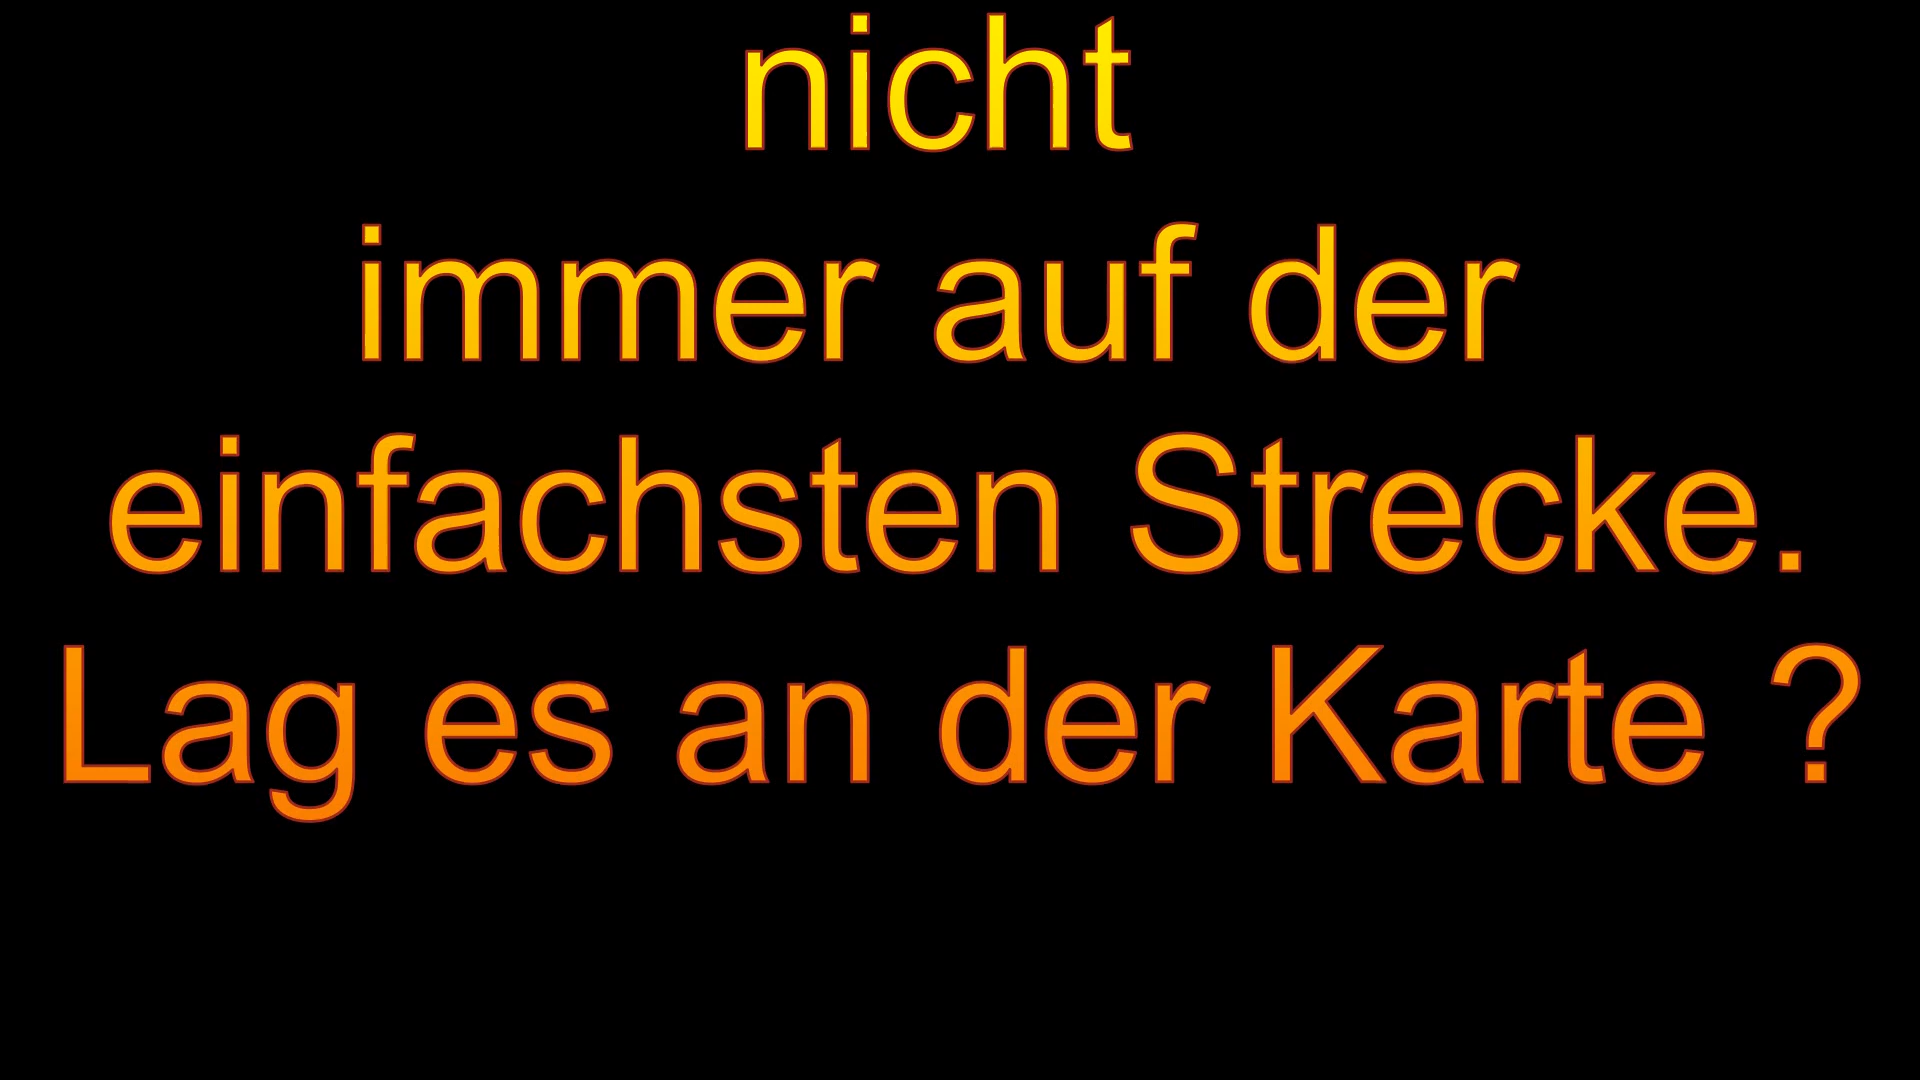 nicht
immer auf der
einfachsten Strecke.
Lag es an der Karte ?